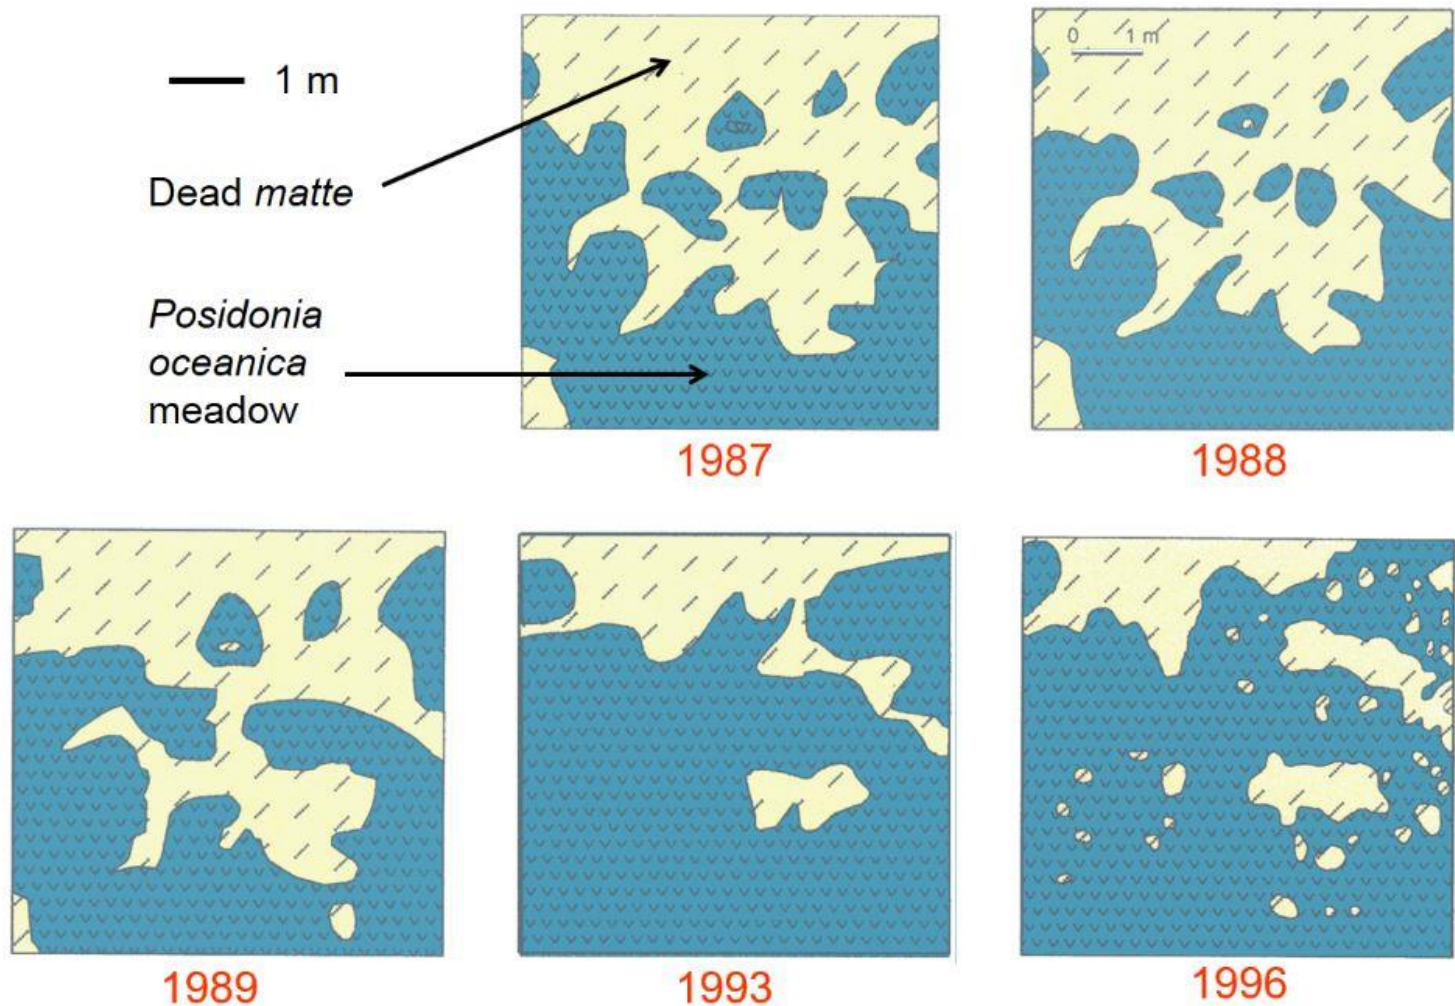 1 m
Dead matte
Posidonia
oceanica
meadow
1987
0 1 m
1988
1989
1993
1996